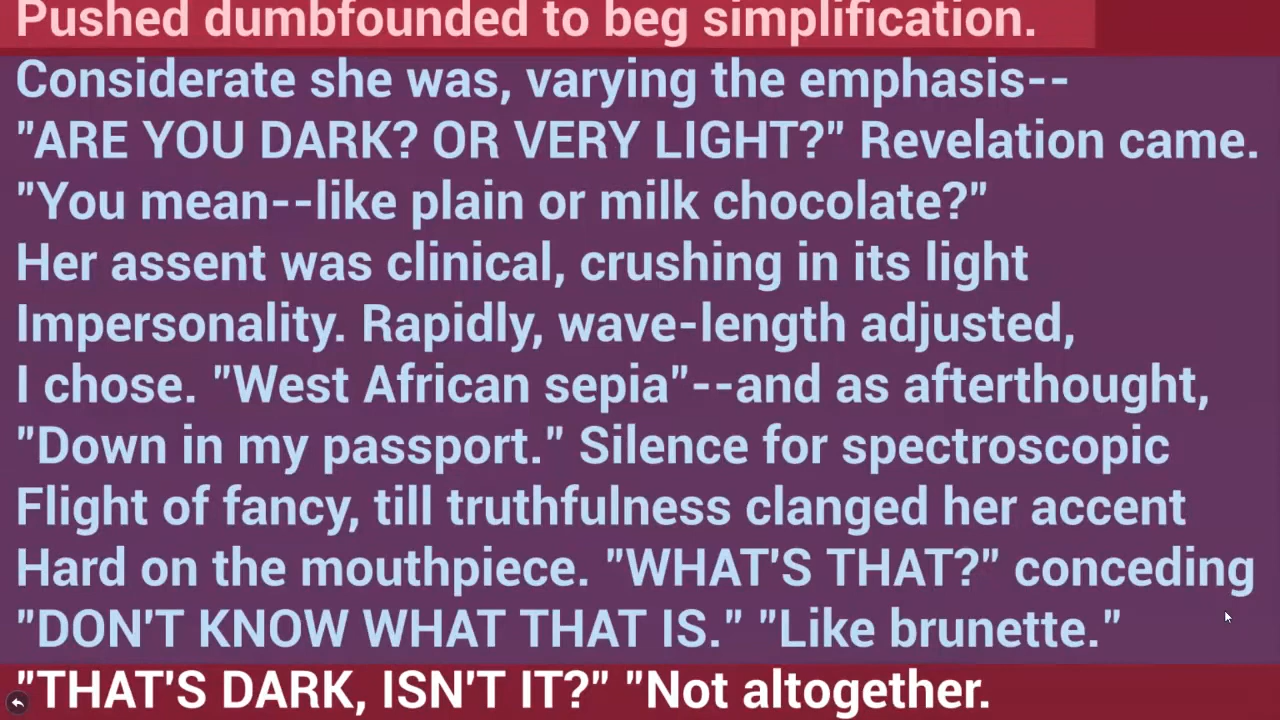 Pushed dumbfounded to beg simplification.
Considerate she was, varying the emphasis--
"ARE YOU DARK? OR VERY LIGHT?" Revelation came.
"You mean--like plain or milk chocolate?"
Her assent was clinical, crushing in its light
Impersonality. Rapidly, wave-length adjusted,
I chose. "West African sepia"--and as afterthought,
"Down in my passport." Silence for spectroscopic
Flight of fancy, till truthfulness clanged her accent
Hard on the mouthpiece. "WHAT'S THAT?" conceding
"DON'T KNOW WHAT THAT IS." "Like brunette."
"THAT'S DARK, ISN'T IT?" "Not altogether.